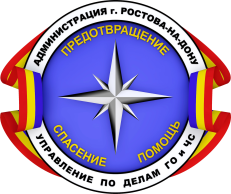 АДМИНИСТРАЦИЯ г. РОСТОВА-НА-ДОНУ
ПРЕДОТВРАЩЕНИЕ
СПАСЕНИЕ
ПОМОЩЬ
УПРАВЛЕНИЕ ПО ДЕЛАМ ГО и ЧС